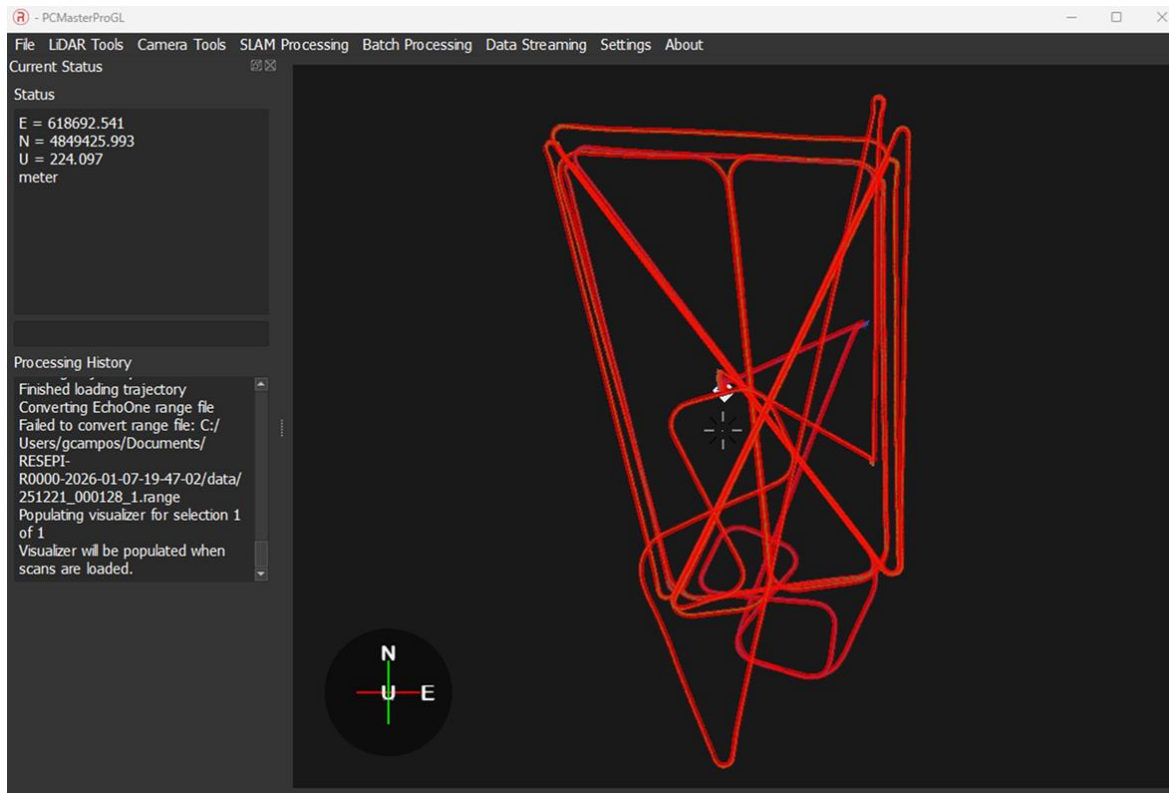 - PCMasterProGL
File LiDAR Tools Camera Tools SLAM Processing Batch Processing Data Streaming Settings About
Current Status
Status
E = 618692.541
N = 4849425.993
U = 224.097
meter
Processing History
Finished loading trajectory
Converting EchoOne range file
Failed to convert range file: C:/
Users/gcampos/Documents/
RESEPI-
R0000-2026-01-07-19-47-02/data/
251221_000128_1.range
Populating visualizer for selection 1
of 1
Visualizer will be populated when
scans are loaded.
N
U E